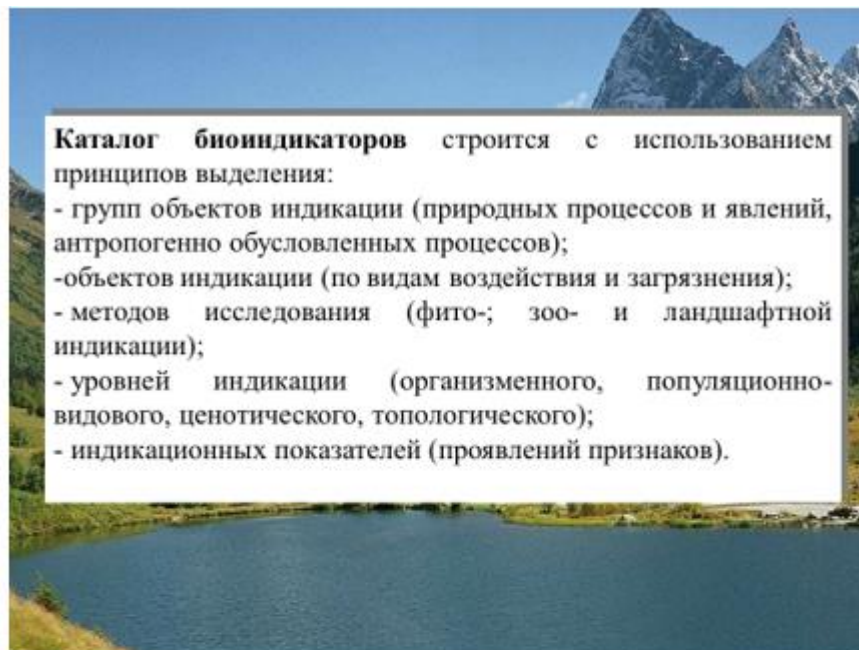 Каталог биоиндикаторов строится с использованием
принципов выделения:
- групп объектов индикации (природных процессов и явлений,
антропогенно обусловленных процессов);
-объектов индикации (по видам воздействия и загрязнения);
- методов исследования (фито-; зоо- и ландшафтной
индикации);
- уровней индикации (организменного, популяционно-
видового, ценотического, топологического);
- индикационных показателей (проявлений признаков).